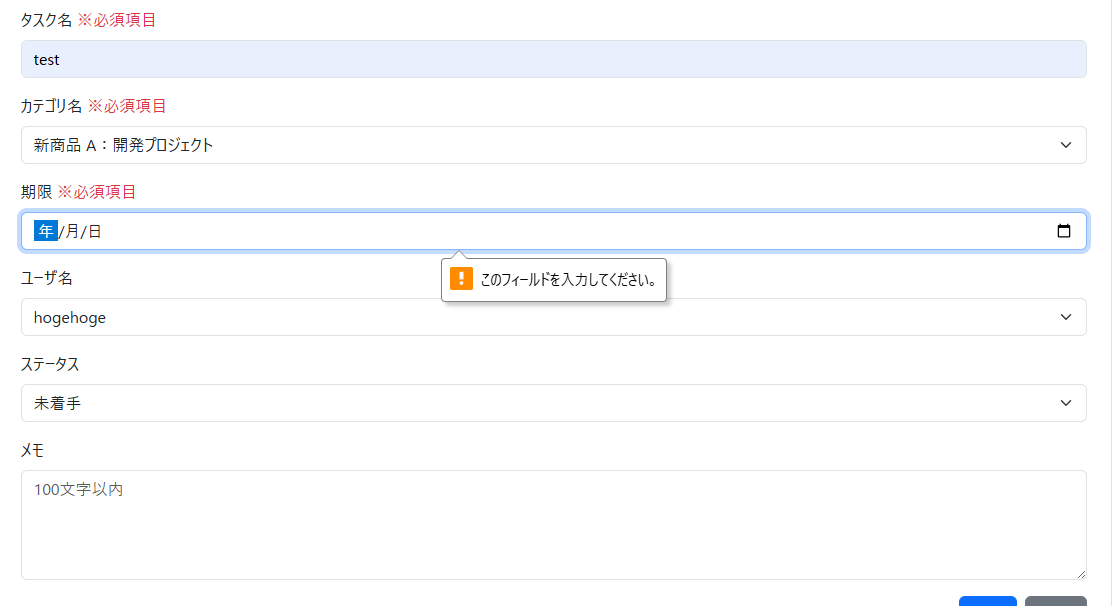 タスク名 ※必須項目
test
カテゴリ名 ※必須項目
新商品 A：開発プロジェクト
期限 ※必須項目
年/月/日
このフィールドを入力してください。
ユーザ名
hogehoge
ステータス
未着手
メモ
100文字以内